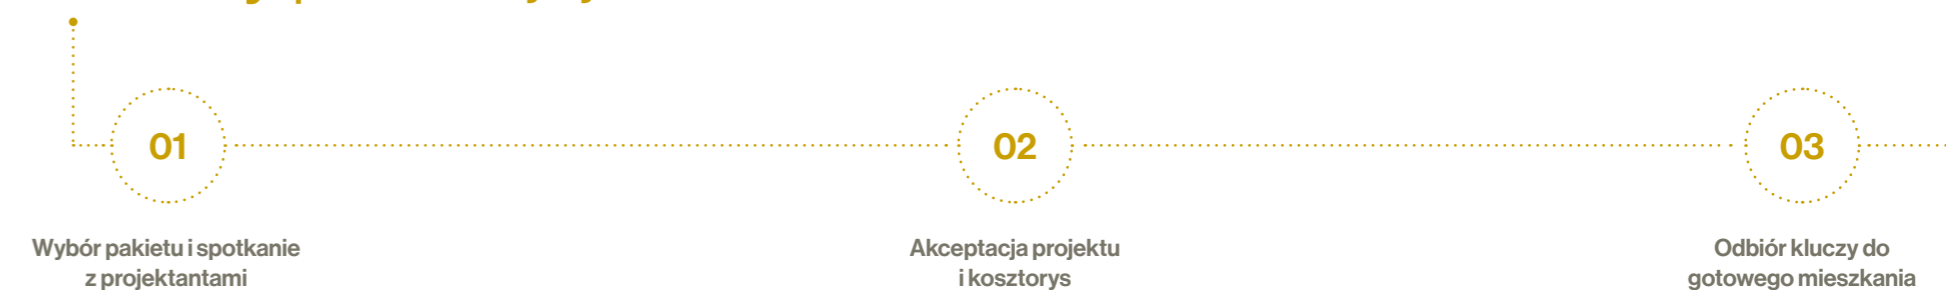 01
02
03
Wybór pakietu i spotkanie
z projektantami
Akceptacja projektu
i kosztorys
Odbiór kluczy do
gotowego mieszkania